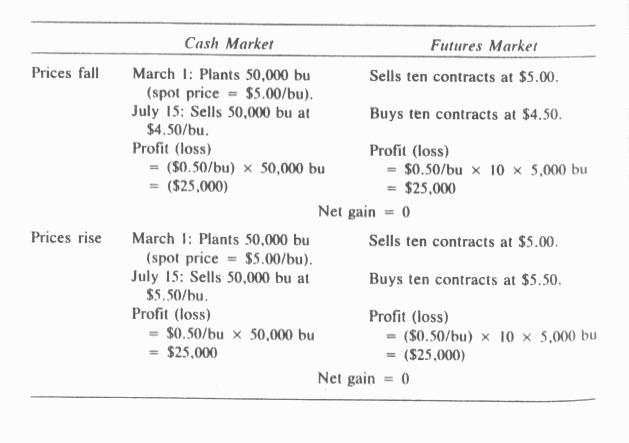 Cash Market Futures Market
Prices fall March 1: Plants 50,000 bu Sells ten contracts at $5.00.
(spot price = $5.00/bu).
July 15: Sells 50,000 bu at Buys ten contracts at $4.50.
$4.50/bu.
Profit (loss) Profit (loss)
= ($0.50/bu) × 50,000 bu = $0.50/bu × 10 × 5,000 bu
= ($25,000) = $25,000
Net gain = 0
Prices rise March 1: Plants 50,000 bu Sells ten contracts at $5.00.
(spot price = $5.00/bu).
July 15: Sells 50,000 bu at Buys ten contracts at $5.50.
$5.50/bu.
Profit (loss) Profit (loss)
= $0.50/bu × 50,000 bu = ($0.50/bu) × 10 × 5,000 bu
= $25,000 = ($25,000)
Net gain = 0